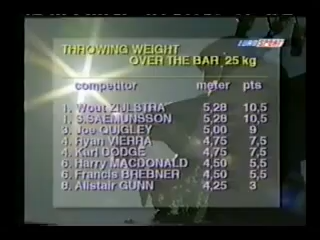 EUROSPORT
THROWING WEIGHT
OVER THE BAR, 25 kg
competitor meter pts
1. Wout ZIJLSTRA 5,28 10,5
1. S.SAEMUNSSON 5,28 10,5
3. Joe QUIGLEY 5,00 9
4. Ryan VIERRA 4,75 7,5
4. Karl DODGE 4,75 7,5
6. Harry MACDONALD 4,50 5,5
6. Francis BREBNER 4,50 5,5
8. Alistair GUNN 4,25 3